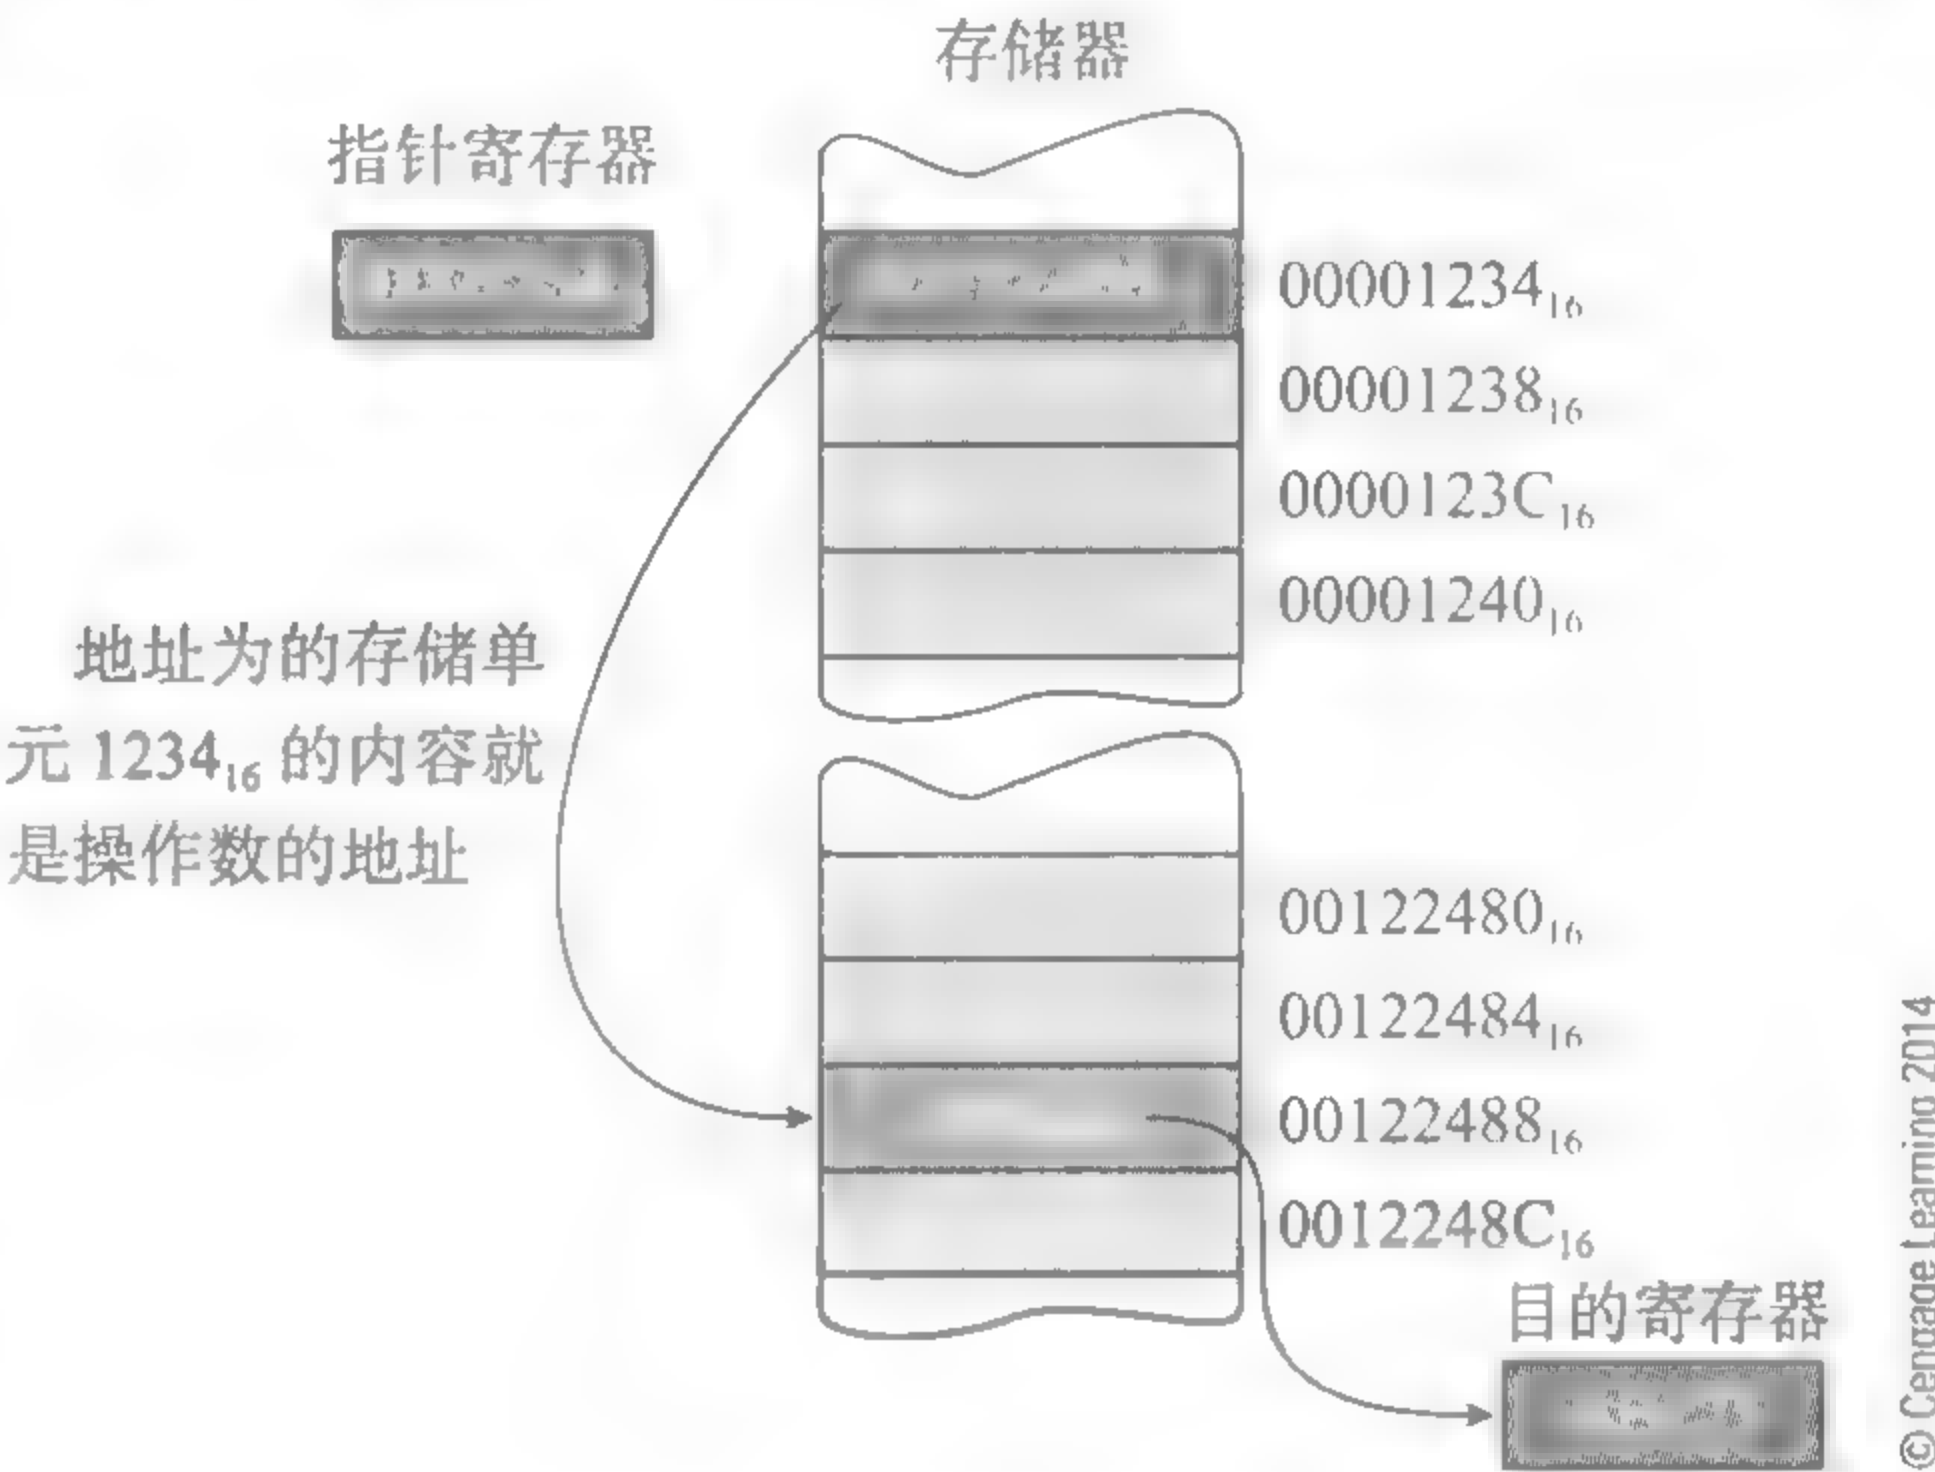 存储器
指针寄存器
00001234₁₆
00001238₁₆
0000123C₁₆
00001240₁₆
地址为的存储单
元 1234₁₆ 的内容就
是操作数的地址
00122480₁₆
00122484₁₆
00122488₁₆
0012248C₁₆
目的寄存器
© Cengage Learning 2014